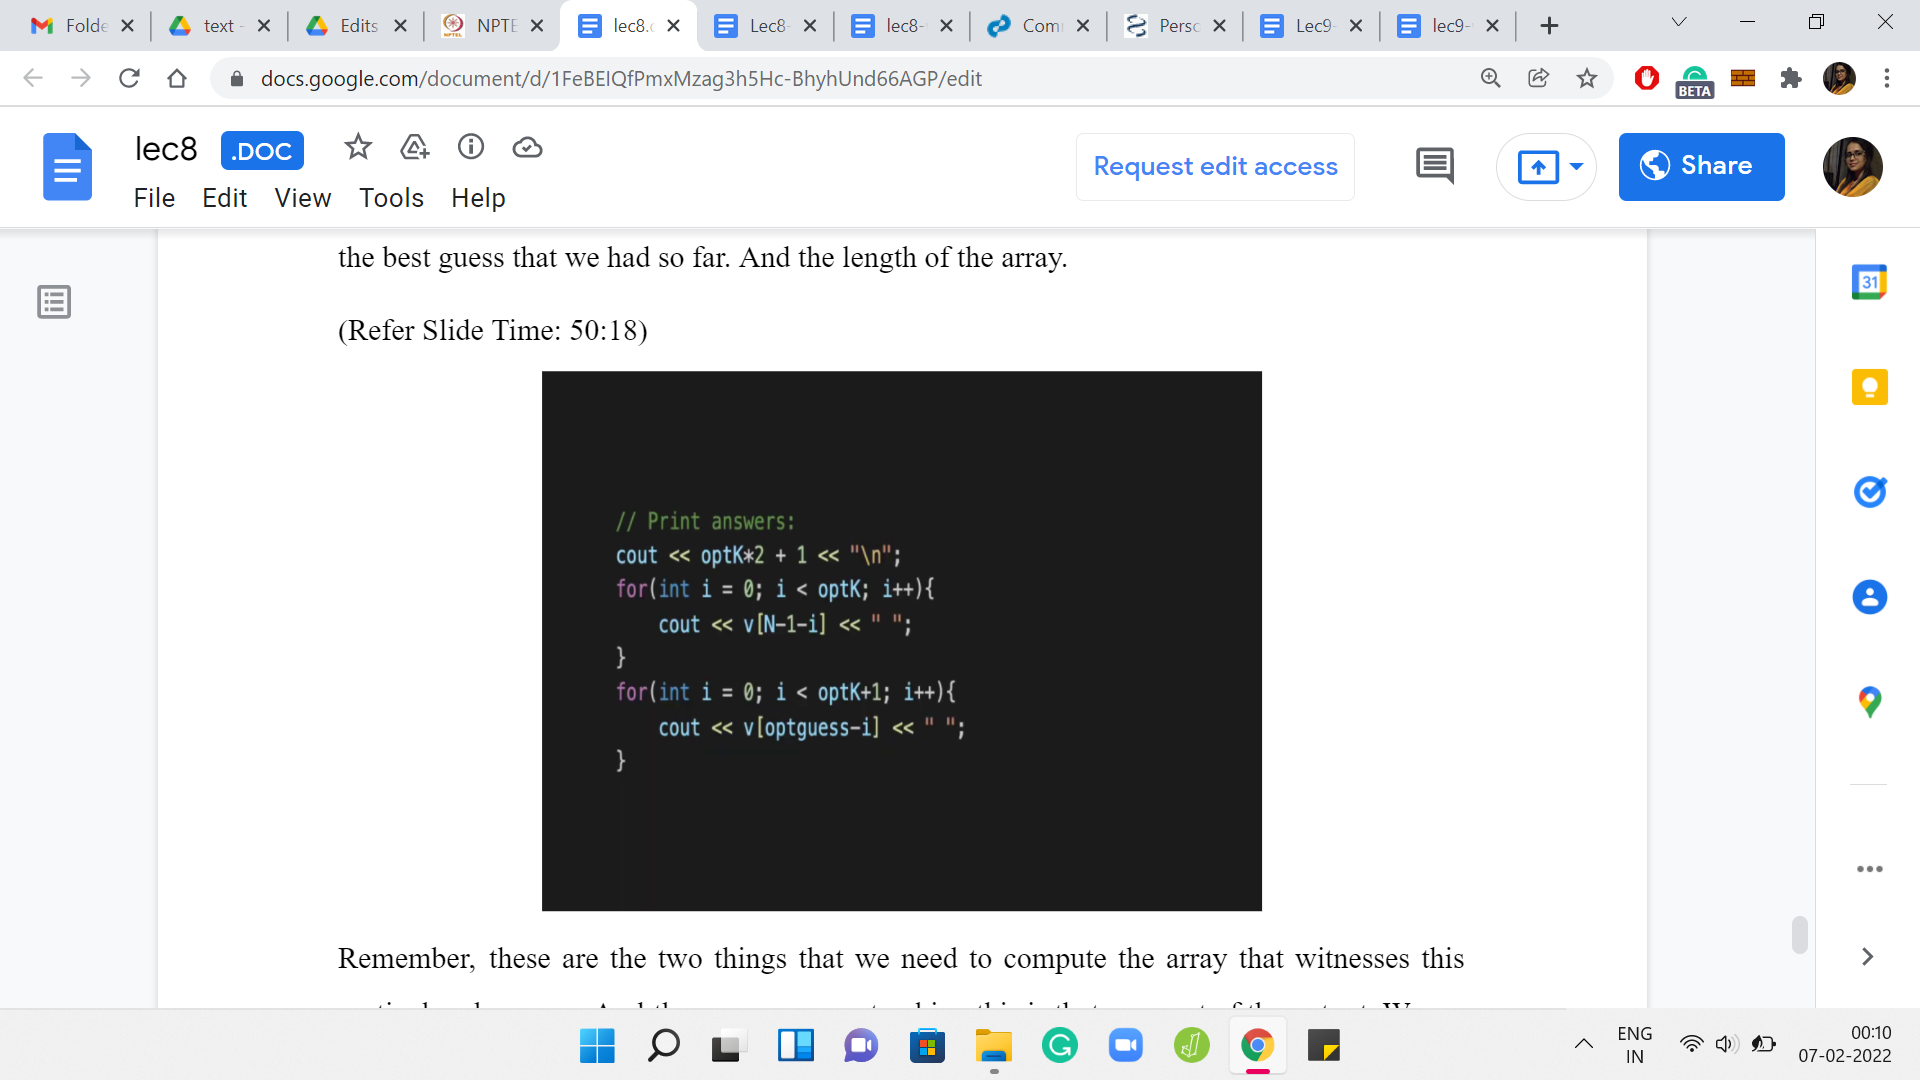 Folde
text -
Edits
NPTE
lec8.
Lec8-
lec8-
Com
Perso
Lec9-
lec9-
docs.google.com/document/d/1FeBEIQfPmxMzag3h5Hc-BhyhUnd66AGP/edit
BETA
lec8 .DOC
Request edit access
Share
File Edit View Tools Help
31
the best guess that we had so far. And the length of the array.
(Refer Slide Time: 50:18)
// Print answers:
cout << optK*2 + 1 << "\n";
for(int i = 0; i < optK; i++){
cout << v[N-1-i] << " ";
}
for(int i = 0; i < optK+1; i++){
cout << v[optguess-i] << " ";
}
Remember, these are the two things that we need to compute the array that witnesses this
ENG
IN
00:10
07-02-2022